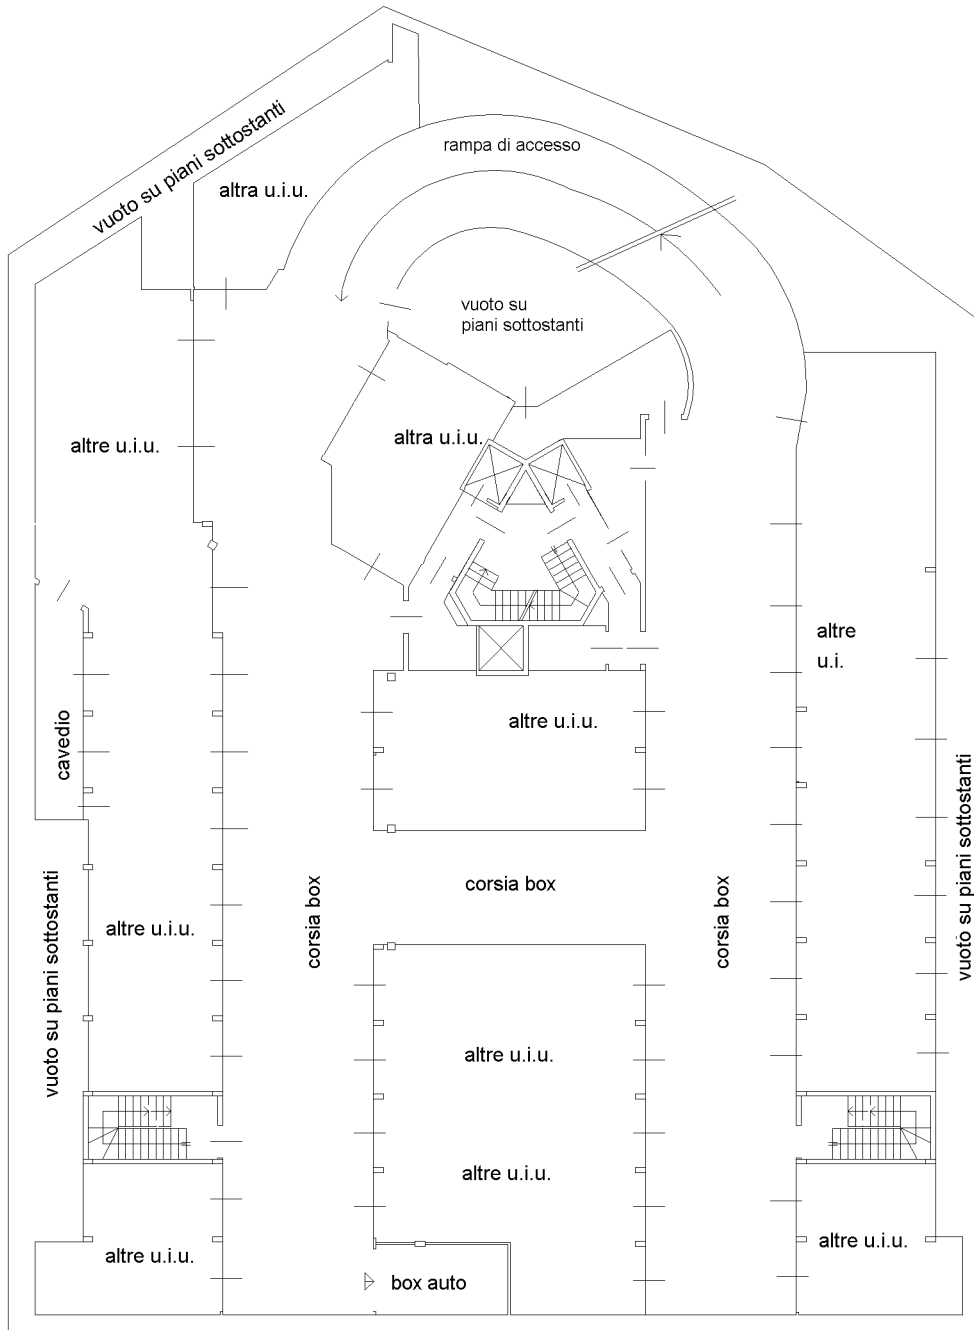 rampa di accesso
vuoto su piani sottostanti
altra u.i.u.
vuoto su
piani sottostanti
altre u.i.u.
altra u.i.u.
altre
u.i.
altre u.i.u.
cavedio
vuoto su piani sottostanti
corsia box
corsia box
corsia box
vuoto su piani sottostanti
altre u.i.u.
altre u.i.u.
altre u.i.u.
altre u.i.u.
altre u.i.u.
box auto